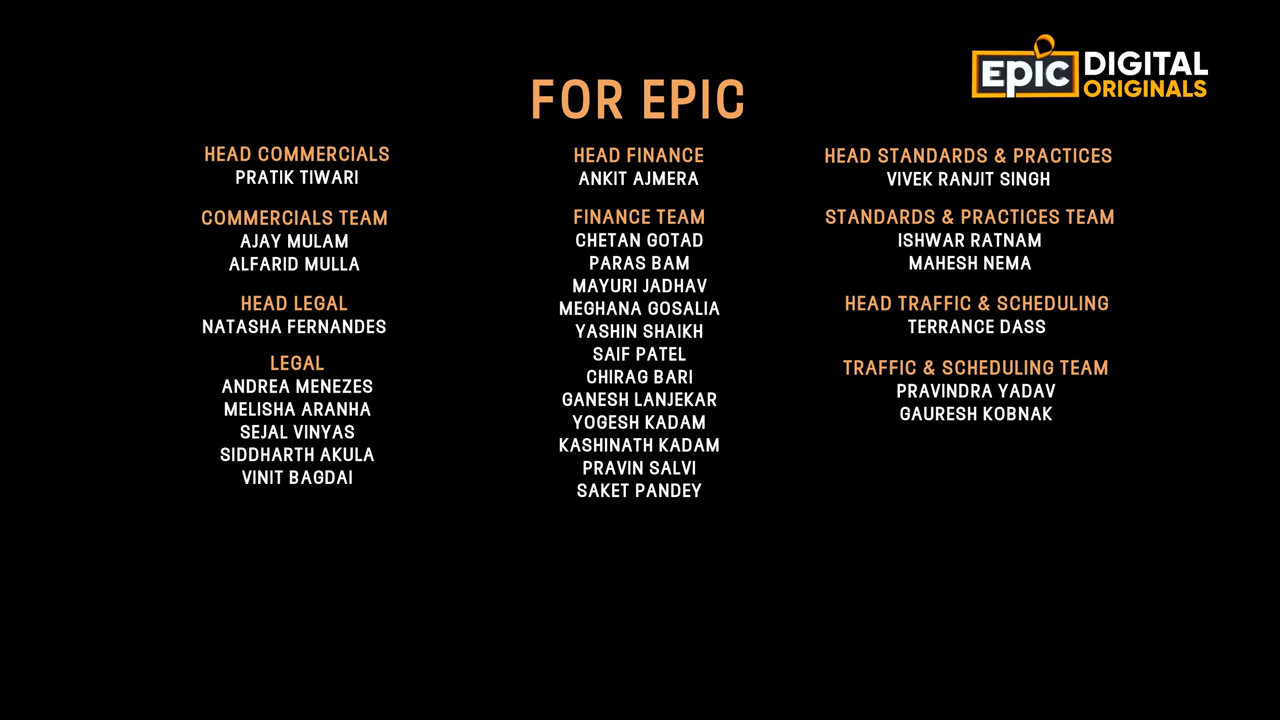 EPIC DIGITAL
ORIGINALS
FOR EPIC
HEAD COMMERCIALS
PRATIK TIWARI
COMMERCIALS TEAM
AJAY MULAM
ALFARID MULLA
HEAD LEGAL
NATASHA FERNANDES
LEGAL
ANDREA MENEZES
MELISHA ARANHA
SEJAL VINYAS
SIDDHARTH AKULA
VINIT BAGDAI
HEAD FINANCE
ANKIT AJMERA
FINANCE TEAM
CHETAN GOTAD
PARAS BAM
MAYURI JADHAV
MEGHANA GOSALIA
YASHIN SHAIKH
SAIF PATEL
CHIRAG BARI
GANESH LANJEKAR
YOGESH KADAM
KASHINATH KADAM
PRAVIN SALVI
SAKET PANDEY
HEAD STANDARDS & PRACTICES
VIVEK RANJIT SINGH
STANDARDS & PRACTICES TEAM
ISHWAR RATNAM
MAHESH NEMA
HEAD TRAFFIC & SCHEDULING
TERRANCE DASS
TRAFFIC & SCHEDULING TEAM
PRAVINDRA YADAV
GAURESH KOBNAK